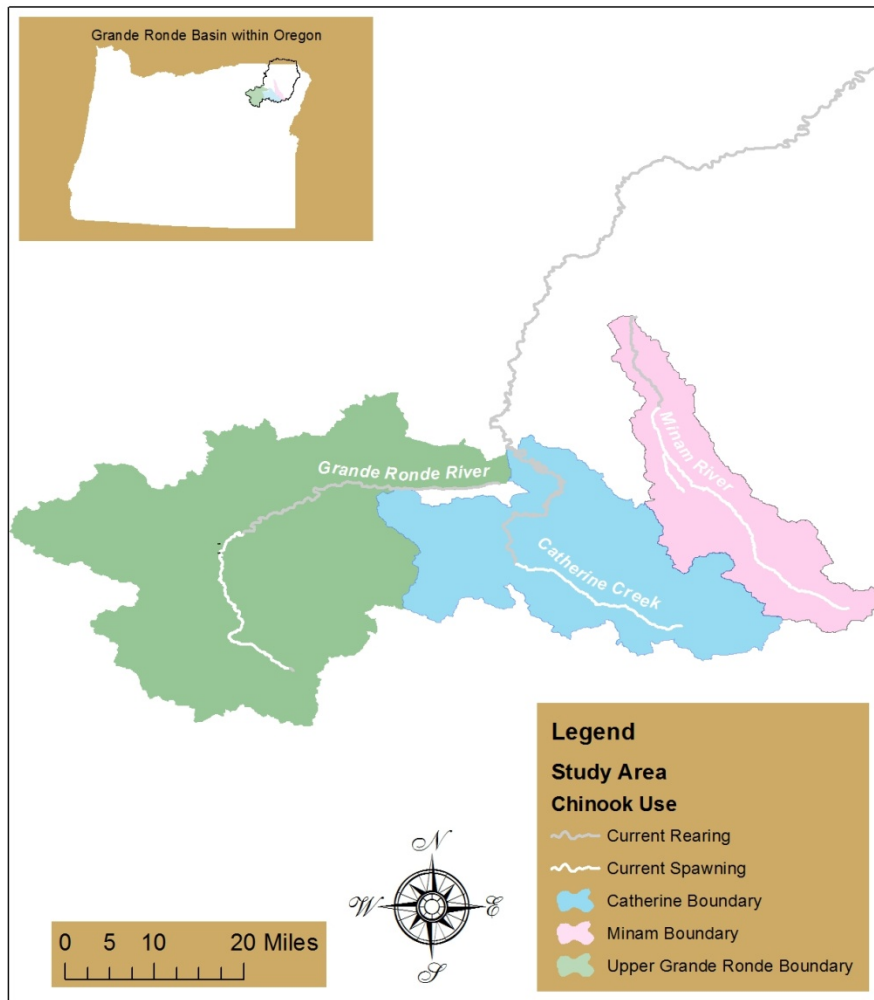 Grande Ronde Basin within Oregon
Minam River
Grande Ronde River
Catherine Creek
Legend
Study Area
Chinook Use
Current Rearing
Current Spawning
Catherine Boundary
Minam Boundary
Upper Grande Ronde Boundary
N
W
E
S
0 5 10 20 Miles